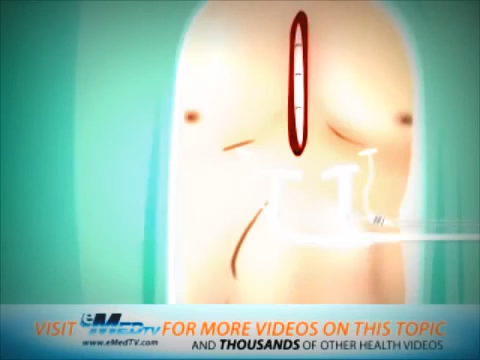 VISIT eMEDTV FOR MORE VIDEOS ON THIS TOPIC
www.eMedTV.com AND THOUSANDS OF OTHER HEALTH VIDEOS